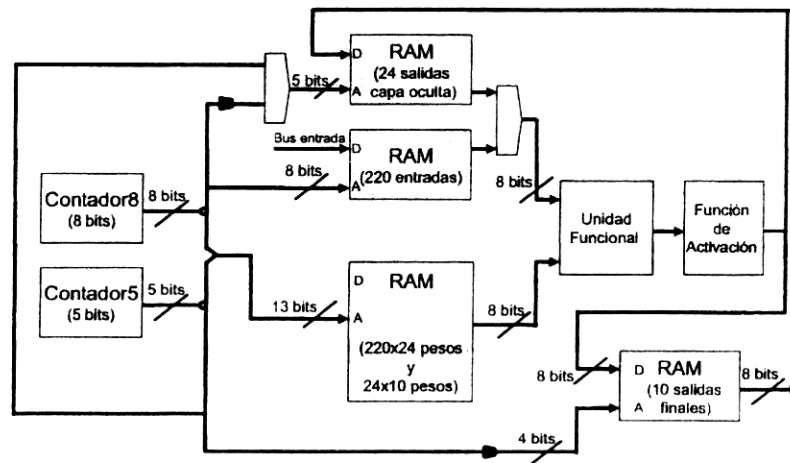 D
RAM
(24 salidas
capa oculta)
5 bits
A
Bus entrada
D
RAM
(220 entradas)
8 bits
A
8 bits
Contador8
(8 bits)
8 bits
Unidad
Funcional
Función
de
Activación
Contador5
(5 bits)
5 bits
D
RAM
13 bits
A
8 bits
(220x24 pesos
y
24x10 pesos)
8 bits
D
RAM
(10 salidas
finales)
A
8 bits
4 bits